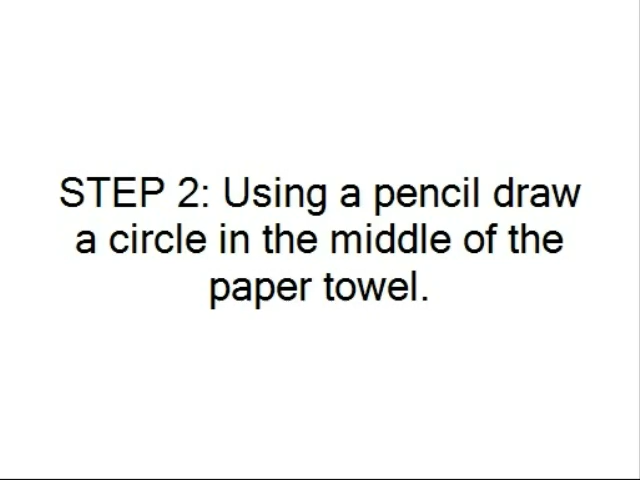 STEP 2: Using a pencil draw
a circle in the middle of the
paper towel.